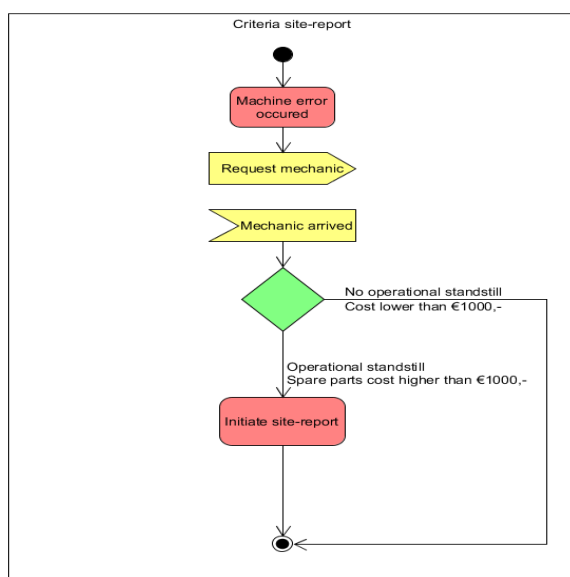 Criteria site-report
Machine error
occured
Request mechanic
Mechanic arrived
No operational standstill
Cost lower than €1000,-
Operational standstill
Spare parts cost higher than €1000,-
Initiate site-report